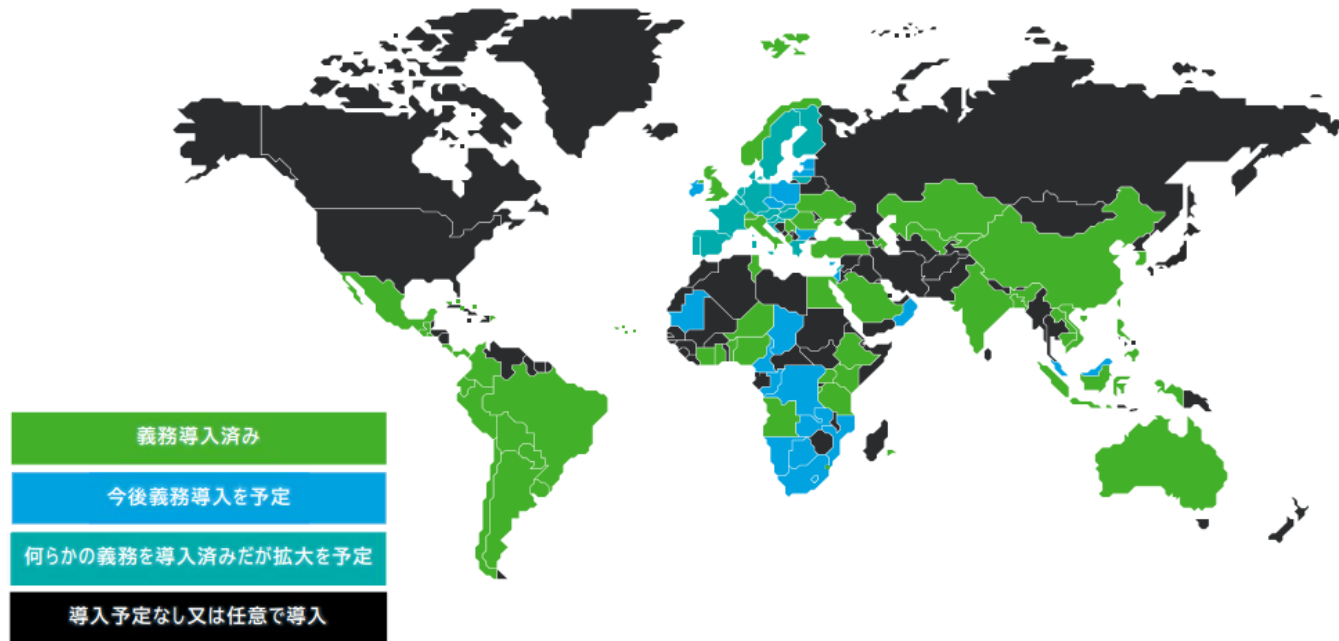 義務導入済み
今後義務導入を予定
何らかの義務を導入済みだが拡大を予定
導入予定なし又は任意で導入